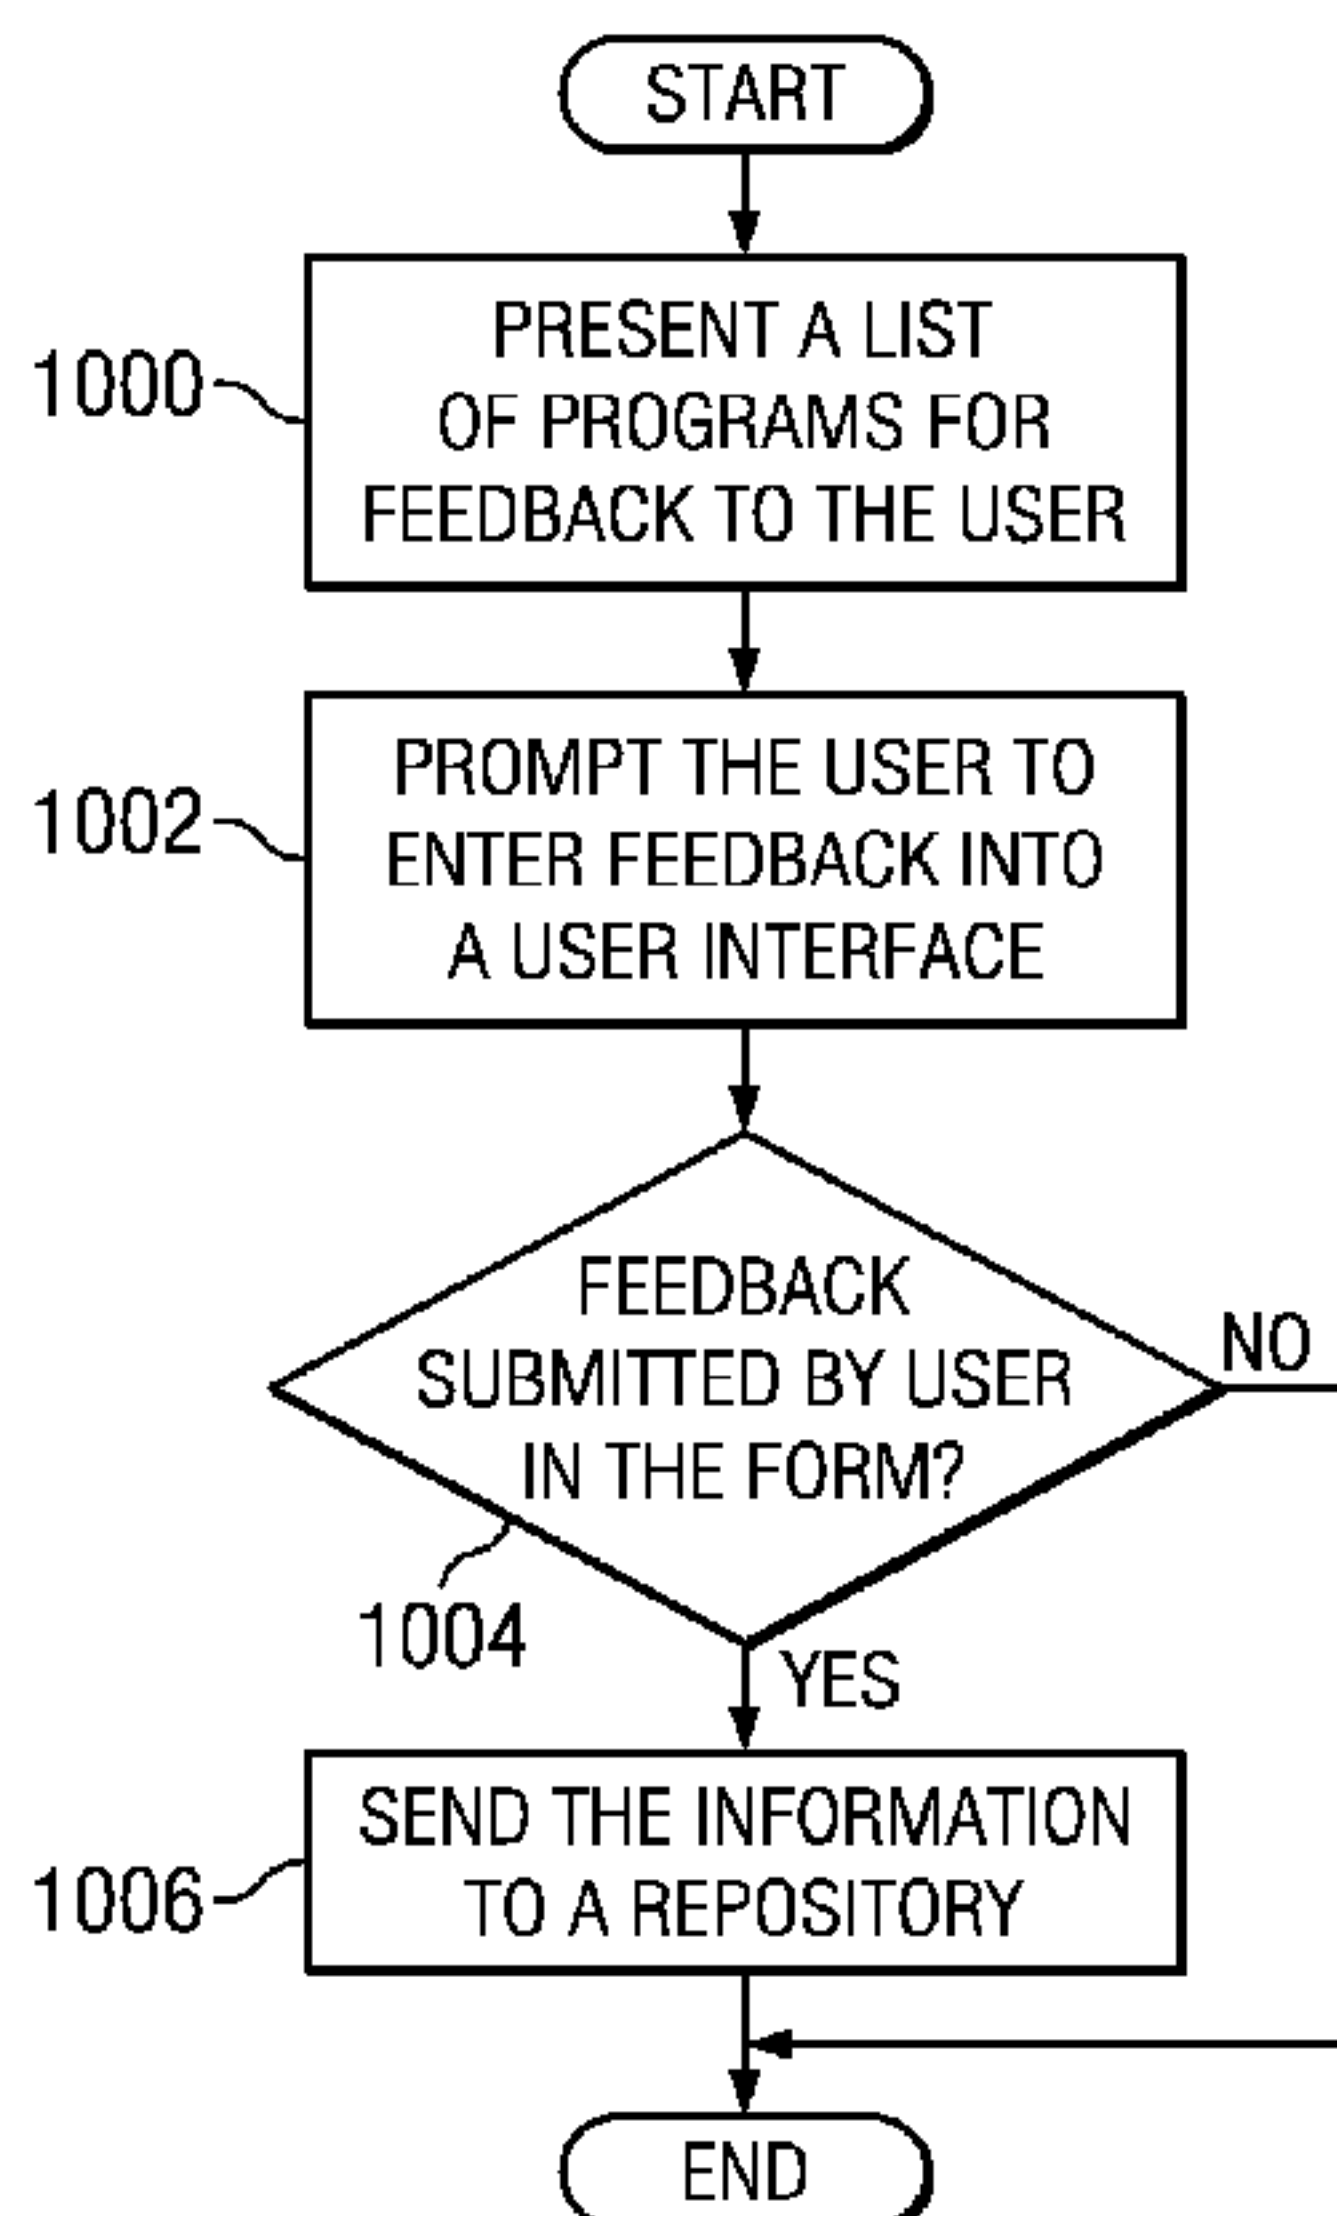 START
1000
PRESENT A LIST
OF PROGRAMS FOR
FEEDBACK TO THE USER
1002
PROMPT THE USER TO
ENTER FEEDBACK INTO
A USER INTERFACE
FEEDBACK
SUBMITTED BY USER
IN THE FORM?
NO
1004
YES
1006
SEND THE INFORMATION
TO A REPOSITORY
END